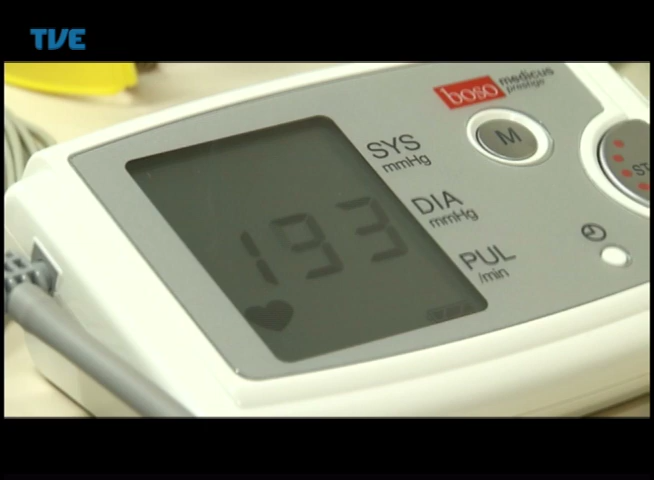 TVE
boso medicus
prestige
SYS
mmHg
M
DIA
mmHg
193
PUL
/min